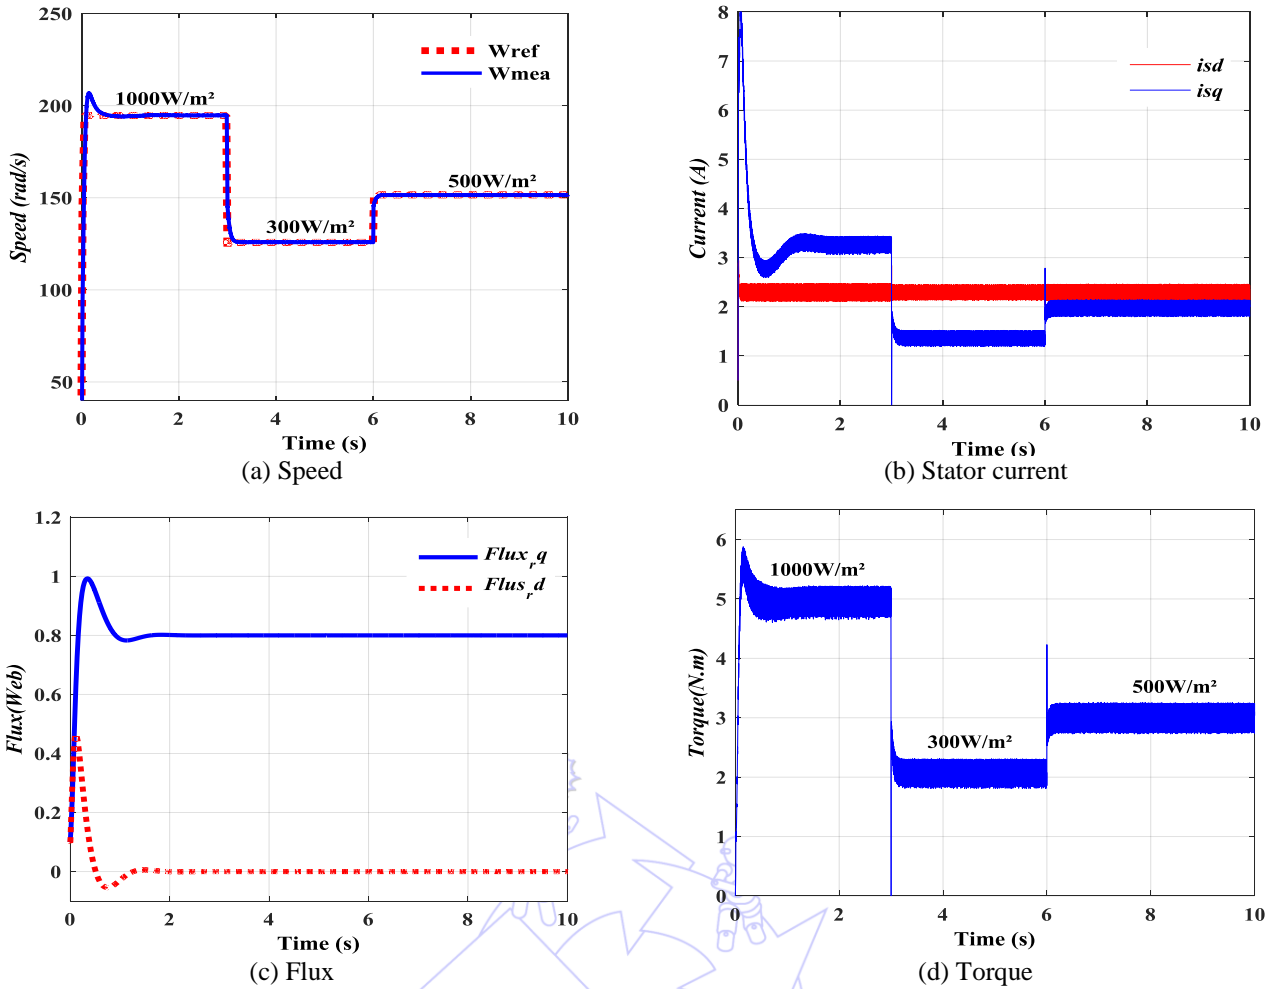 250
200
150
100
50
0
2
4
6
8
10
Speed (rad/s)
Time (s)
Wref
Wmea
1000W/m²
300W/m²
500W/m²
(a) Speed
8
7
6
5
4
3
2
1
0
0
2
4
6
8
10
Current (A)
Time (s)
isd
isq
(b) Stator current
1.2
1
0.8
0.6
0.4
0.2
0
0
2
4
6
8
10
Flux(Web)
Time (s)
Flux_rq
Flus_rd
(c) Flux
6
5
4
3
2
1
0
0
2
4
6
8
10
Torque(N.m)
Time (s)
1000W/m²
300W/m²
500W/m²
(d) Torque